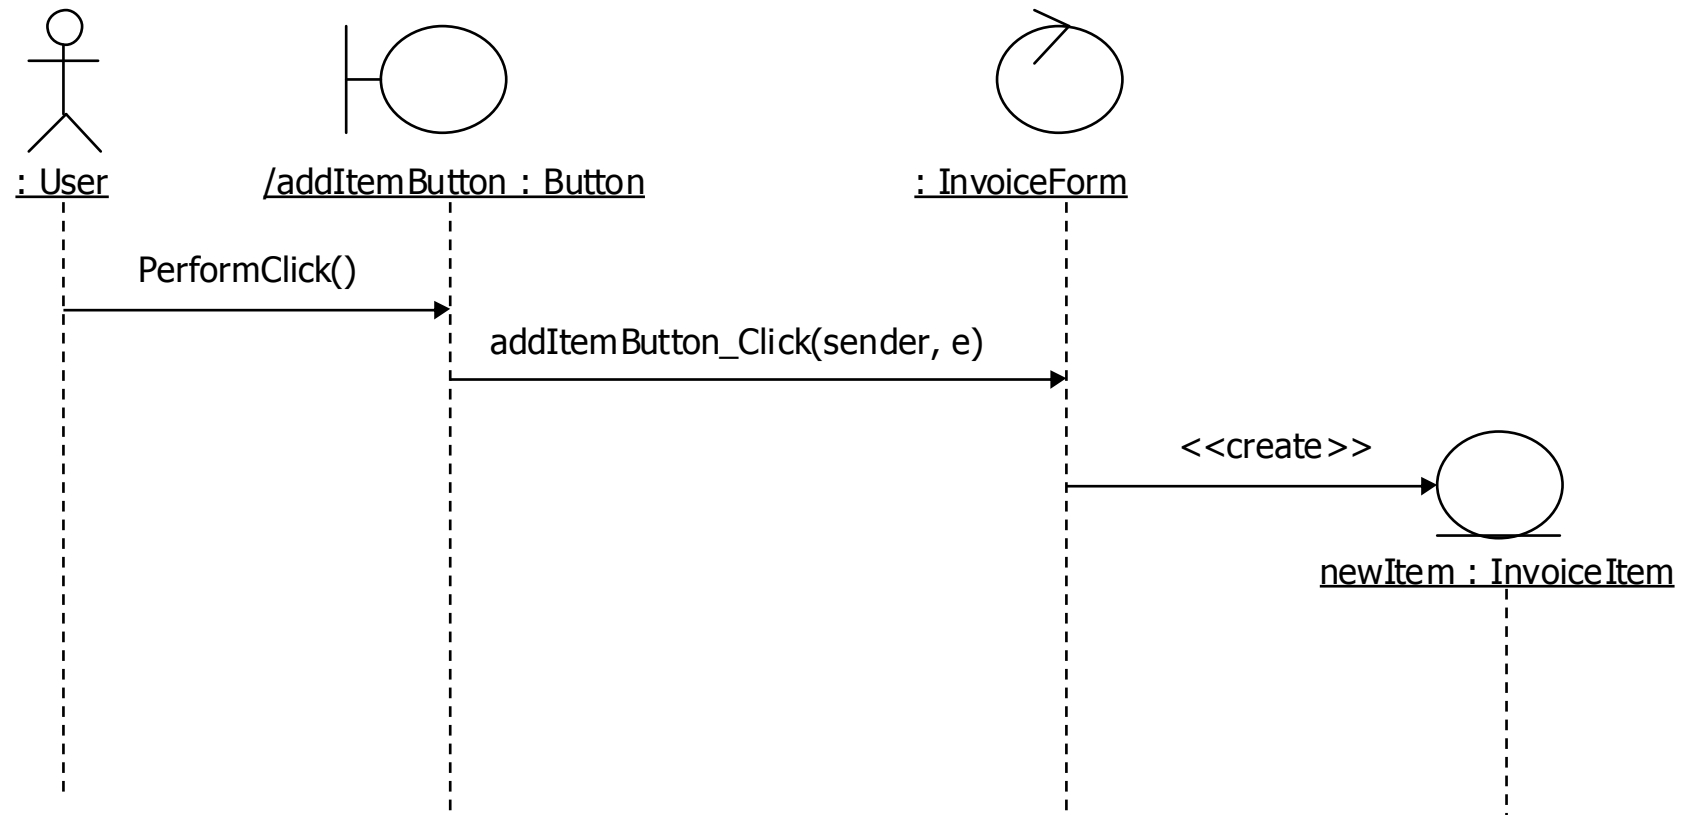 : User
/addItemButton : Button
: InvoiceForm
PerformClick()
addItemButton_Click(sender, e)
<<create>>
newItem : InvoiceItem